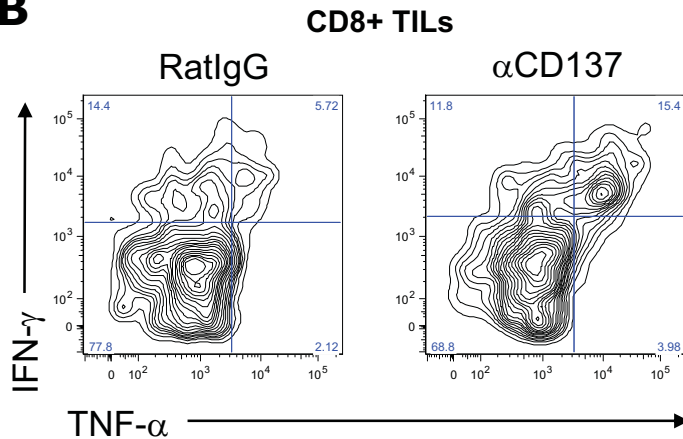 B
CD8+ TILs
RatIgG
αCD137
14.4 5.72
11.8 15.4
10⁵
10⁴
10³
10²
0
77.8 2.12
10⁵
10⁴
10³
10²
0
68.8 3.98
0 10² 10³ 10⁴ 10⁵
0 10² 10³ 10⁴ 10⁵
IFN-γ
TNF-α